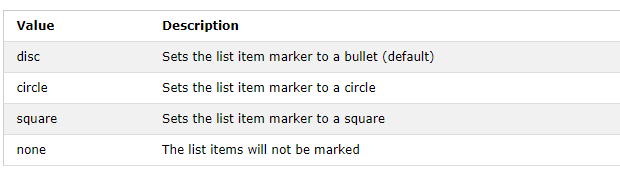 Value Description
disc Sets the list item marker to a bullet (default)
circle Sets the list item marker to a circle
square Sets the list item marker to a square
none The list items will not be marked